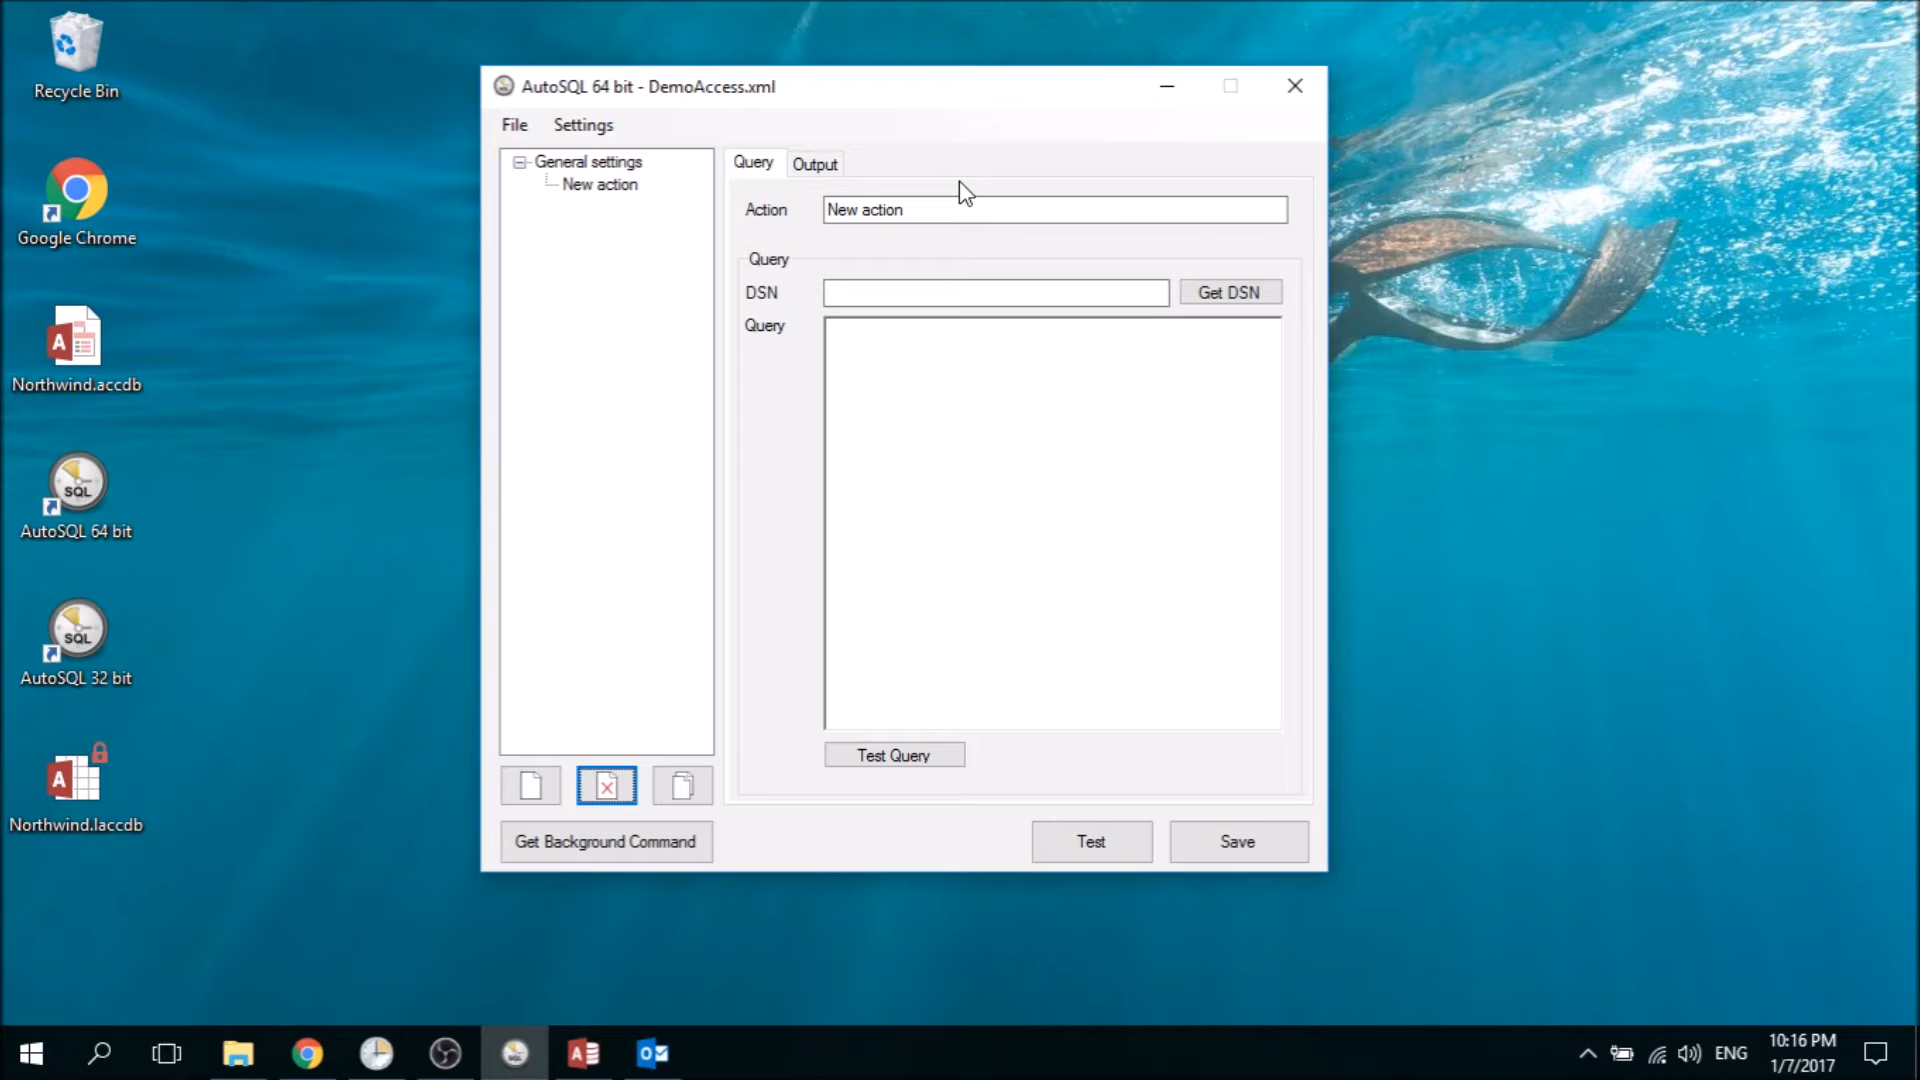 Recycle Bin
Google Chrome
Northwind.accdb
SQL
AutoSQL 64 bit
SQL
AutoSQL 32 bit
Northwind.laccdb
AutoSQL 64 bit - DemoAccess.xml
File Settings
General settings
New action
Query Output
Action New action
Query
DSN Get DSN
Query
Test Query
Get Background Command Test Save
ENG
10:16 PM
1/7/2017